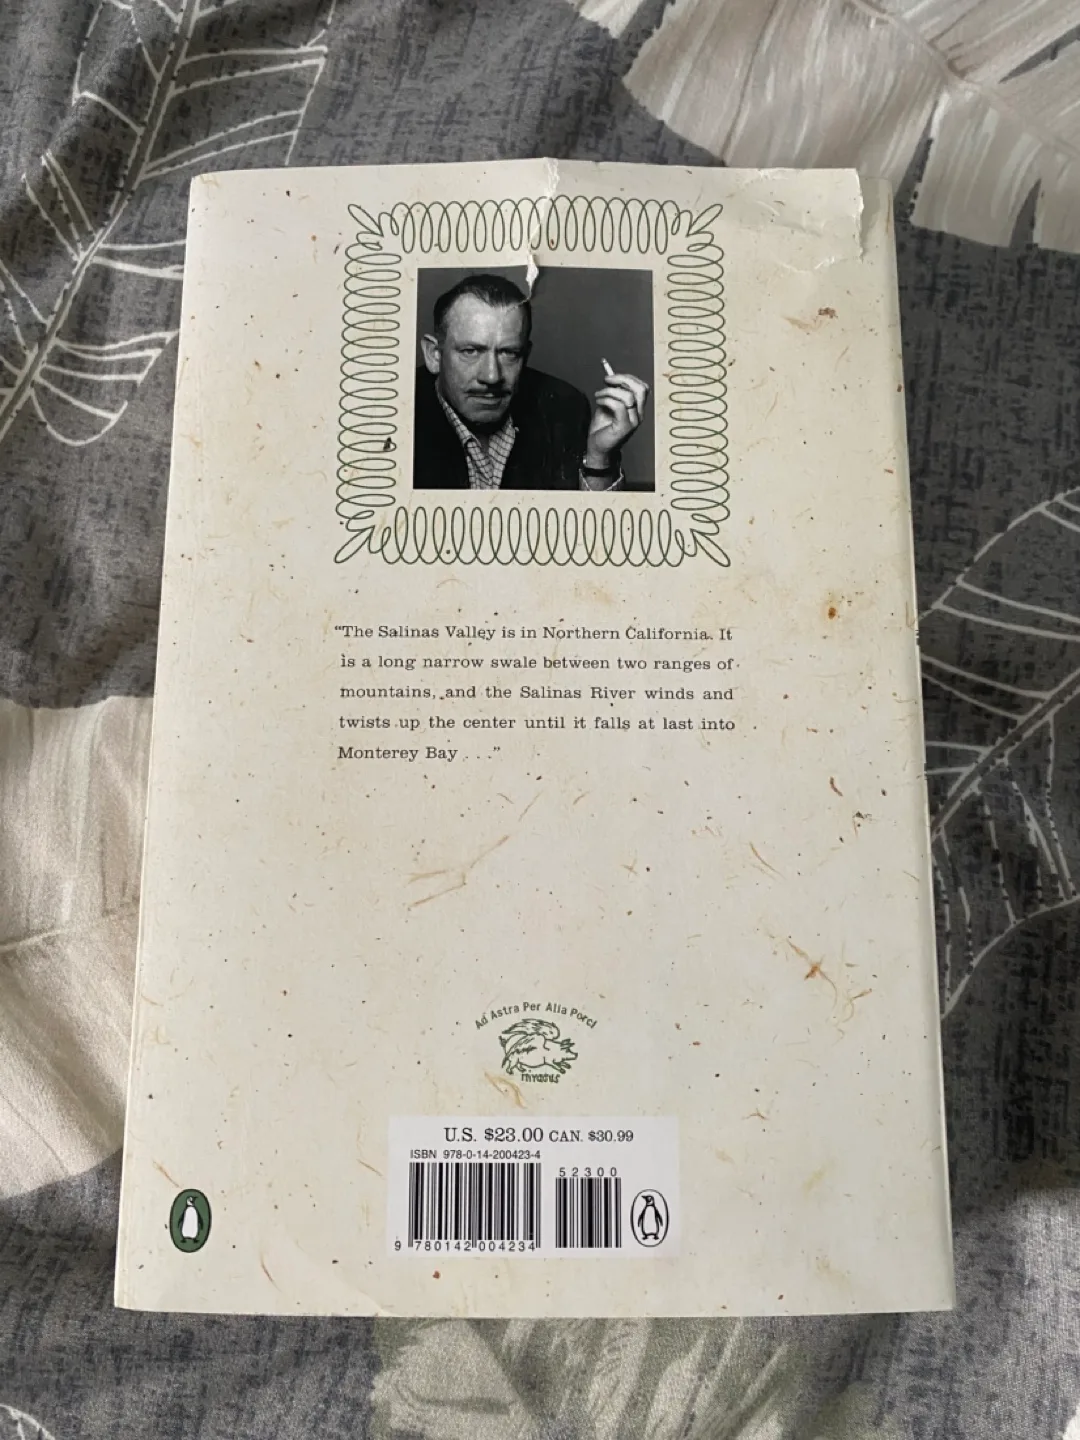 “The Salinas Valley is in Northern California. It
is a long narrow swale between two ranges of
mountains, and the Salinas River winds and
twists up the center until it falls at last into
Monterey Bay . . .”
Ad Astra Per Alia Porci
U.S. $23.00 CAN. $30.99
ISBN 978-0-14-200423-4
52300
9 780142 004234